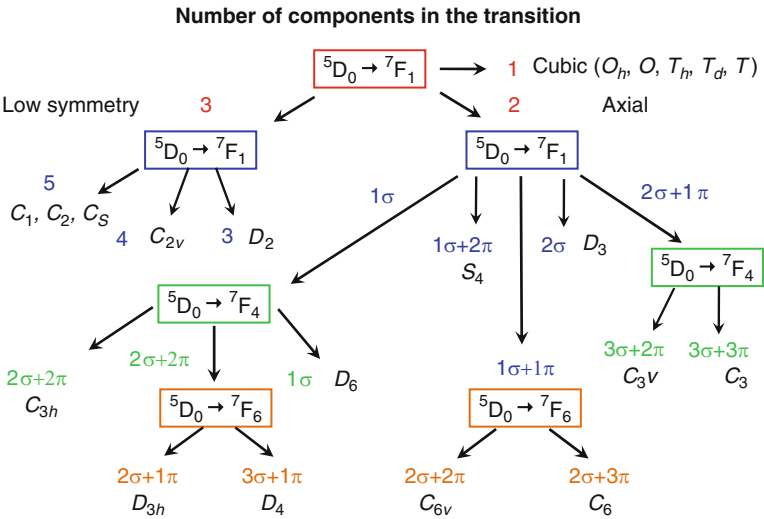 Number of components in the transition
⁵D₀ → ⁷F₁
1 Cubic (Oₕ, O, Tₕ, T_d, T)
Low symmetry 3 2 Axial
⁵D₀ → ⁷F₁ ⁵D₀ → ⁷F₁
5 1σ 2σ+1π
C₁, C₂, C_S
4 C₂ᵥ 3 D₂ 1σ+2π 2σ D₃
S₄
⁵D₀ → ⁷F₄
⁵D₀ → ⁷F₄
2σ+2π 3σ+2π 3σ+3π
2σ+2π 1σ D₆ 1σ+1π C₃v C₃
C₃ₕ
⁵D₀ → ⁷F₆ ⁵D₀ → ⁷F₆
2σ+1π 3σ+1π 2σ+2π 2σ+3π
D₃ₕ D₄ C₆ᵥ C₆